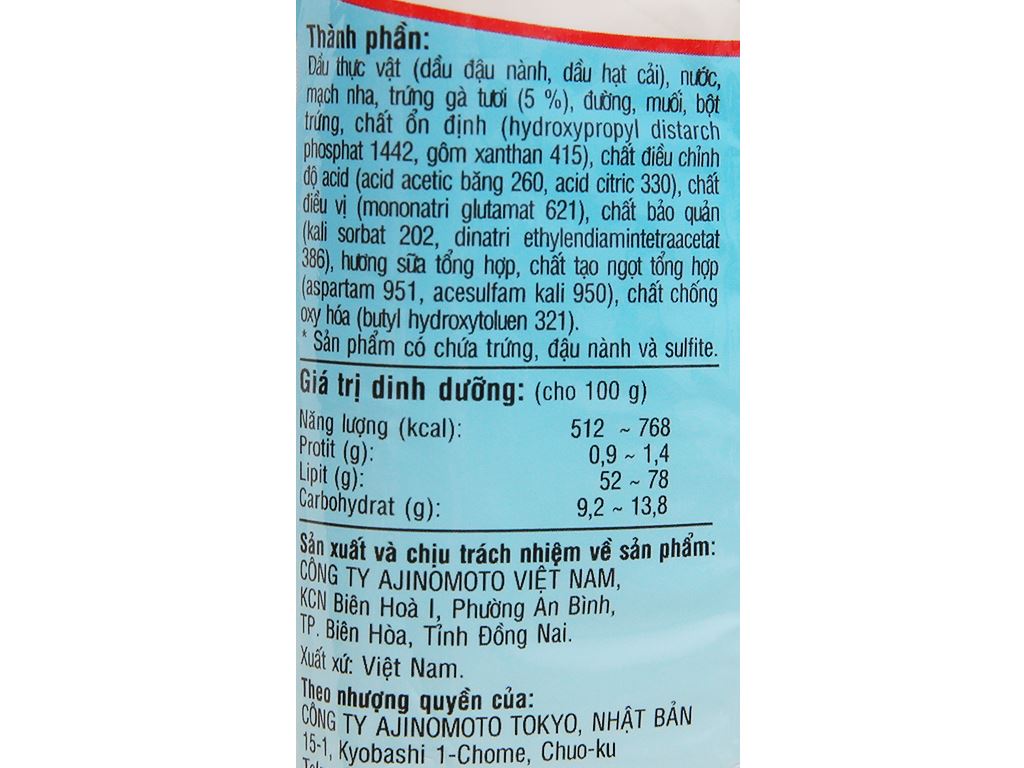 Thành phần:
Dầu thực vật (dầu đậu nành, dầu hạt cải), nước,
mạch nha, trứng gà tươi (5 %), đường, muối, bột
trứng, chất ổn định (hydroxypropyl distarch
phosphat 1442, gôm xanthan 415), chất điều chỉnh
độ acid (acid acetic băng 260, acid citric 330), chất
điều vị (mononatri glutamat 621), chất bảo quản
(kali sorbat 202, dinatri ethylendiamintetraacetat
386), hương sữa tổng hợp, chất tạo ngọt tổng hợp
(aspartam 951, acesulfam kali 950), chất chống
oxy hóa (butyl hydroxytoluen 321).
* Sản phẩm có chứa trứng, đậu nành và sulfite.
Giá trị dinh dưỡng: (cho 100 g)
Năng lượng (kcal): 512 ~ 768
Protit (g): 0,9 ~ 1,4
Lipit (g): 52 ~ 78
Carbohydrat (g): 9,2 ~ 13,8
Sản xuất và chịu trách nhiệm về sản phẩm:
CÔNG TY AJINOMOTO VIỆT NAM,
KCN Biên Hoà I, Phường An Bình,
TP. Biên Hòa, Tỉnh Đồng Nai.
Xuất xứ: Việt Nam.
Theo nhượng quyền của:
CÔNG TY AJINOMOTO TOKYO, NHẬT BẢN
15-1, Kyobashi 1-Chome, Chuo-ku